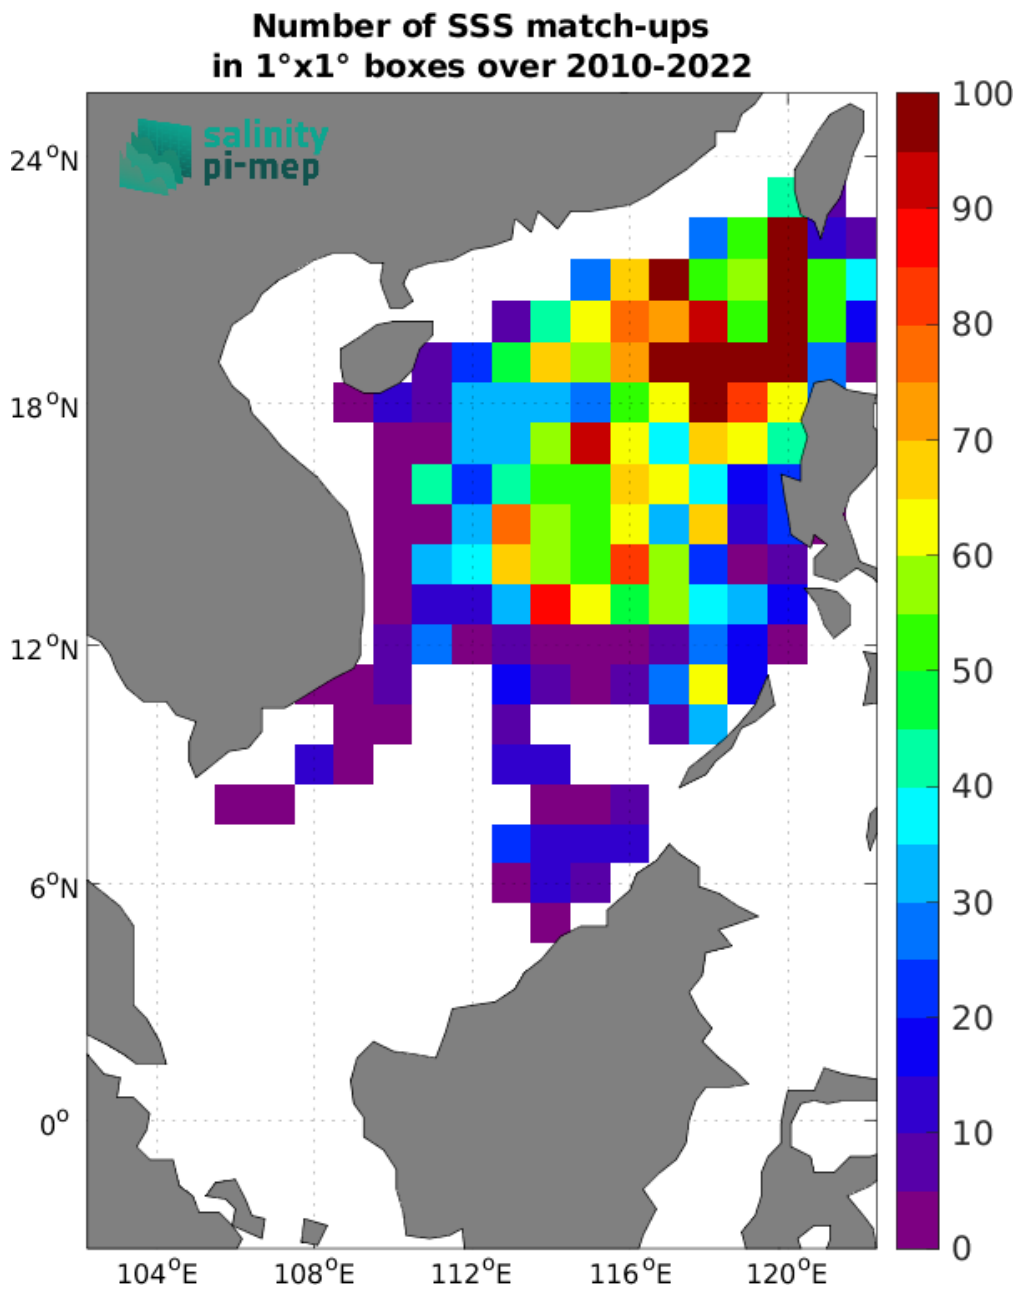 Number of SSS match-ups
in 1°x1° boxes over 2010-2022
salinity
pi-mep
24°N
18°N
12°N
6°N
0°
104°E 108°E 112°E 116°E 120°E
100
90
80
70
60
50
40
30
20
10
0